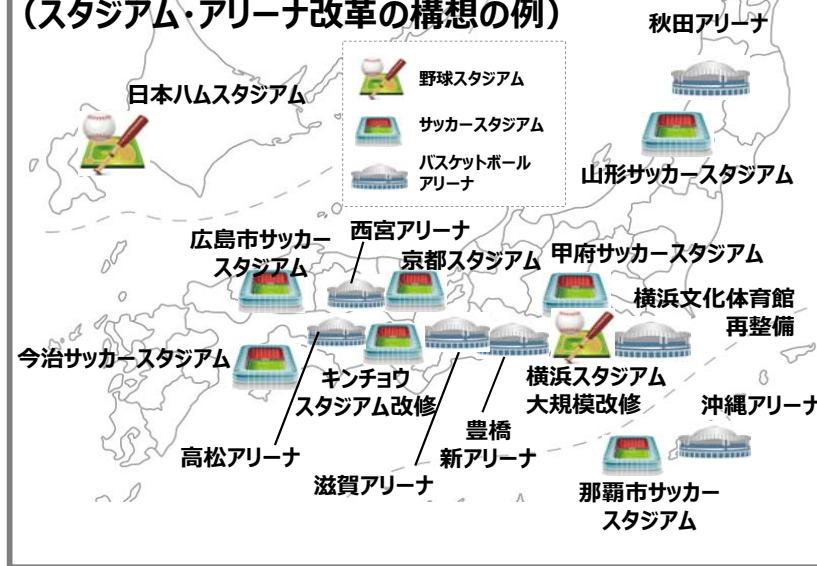 (スタジアム・アリーナ改革の構想の例)
秋田アリーナ
日本ハムスタジアム
野球スタジアム
サッカースタジアム
バスケットボール
アリーナ
山形サッカースタジアム
広島市サッカー
スタジアム
西宮アリーナ
京都スタジアム
甲府サッカースタジアム
横浜文化体育館
再整備
今治サッカースタジアム
キンチョウ
スタジアム改修
横浜スタジアム
大規模改修
沖縄アリーナ
高松アリーナ
滋賀アリーナ
豊橋
新アリーナ
那覇市サッカー
スタジアム